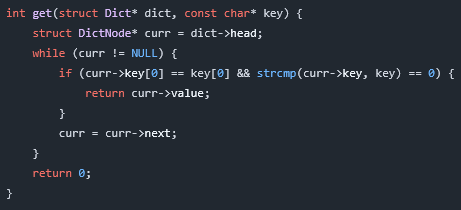 int get(struct Dict* dict, const char* key) {
    struct DictNode* curr = dict->head;
    while (curr != NULL) {
        if (curr->key[0] == key[0] && strcmp(curr->key, key) == 0) {
            return curr->value;
        }
        curr = curr->next;
    }
    return 0;
}